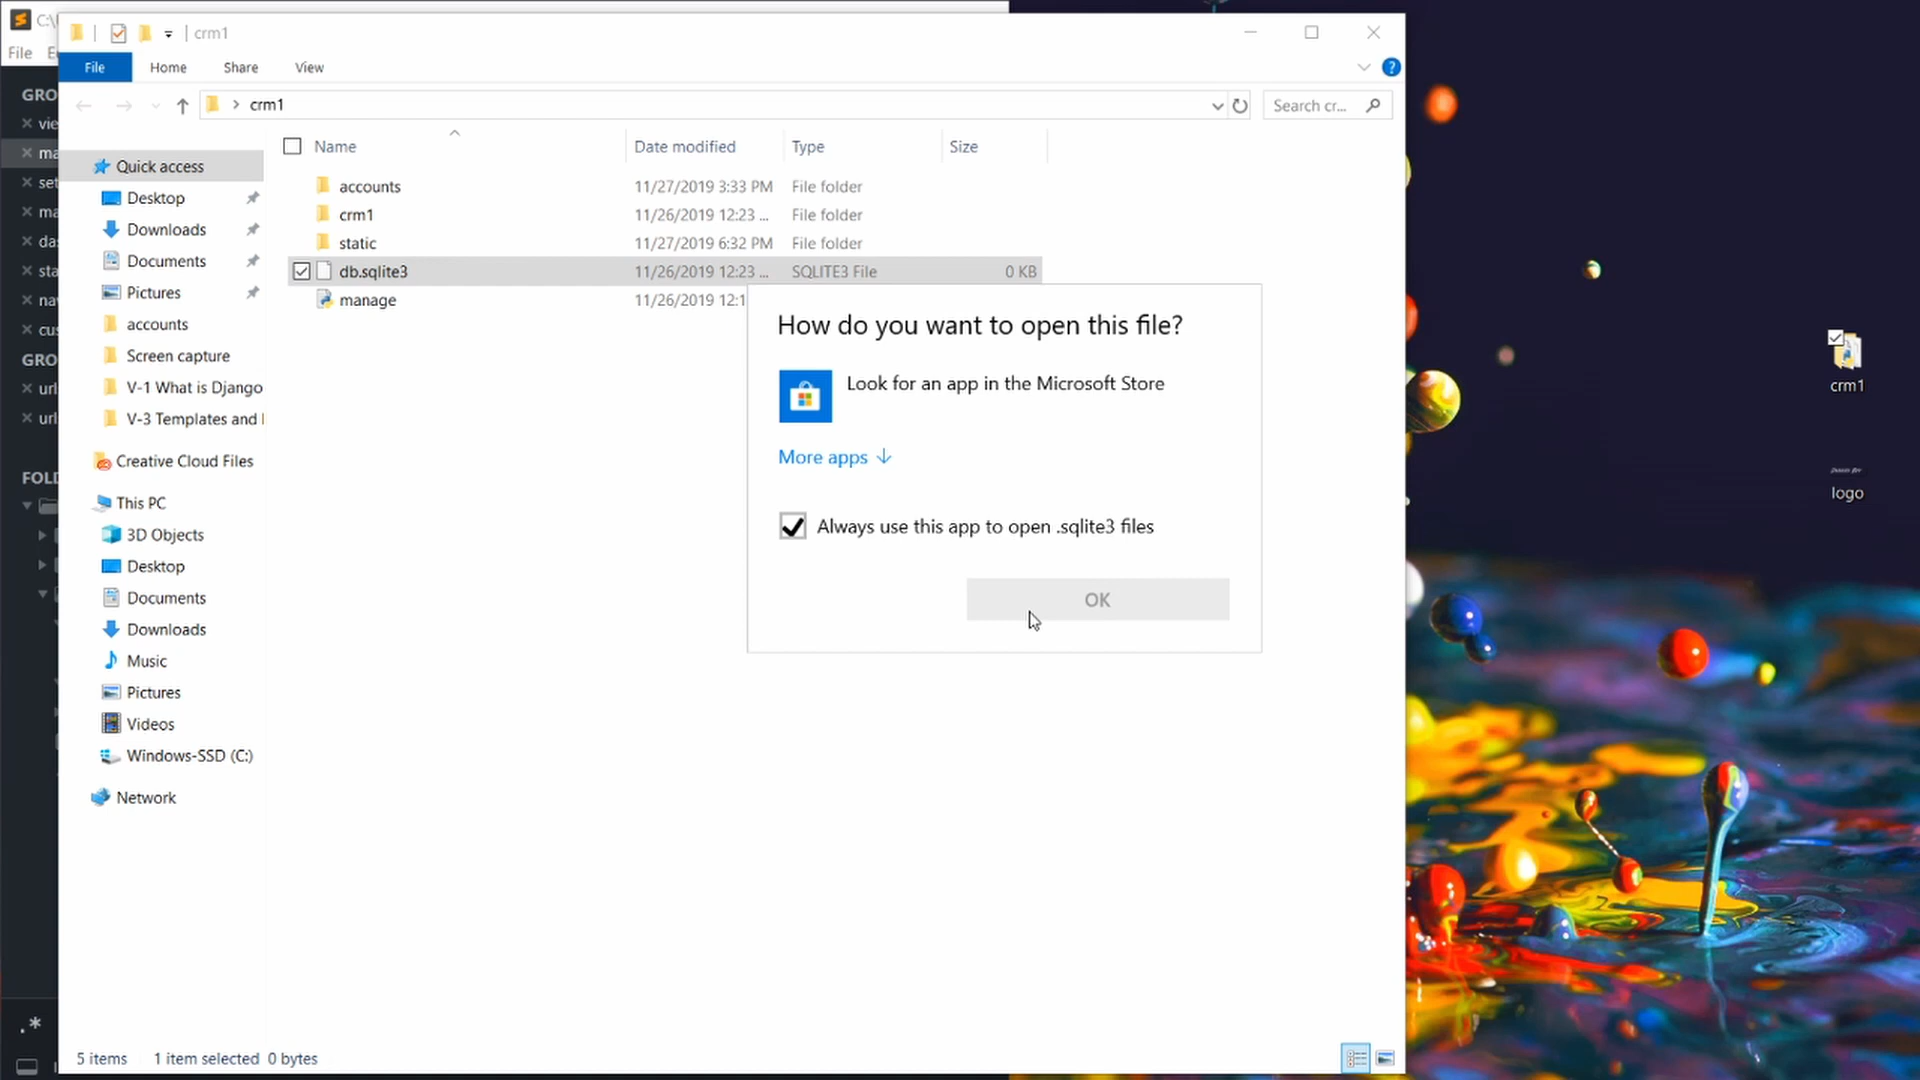 C:\
File
crm1
File Home Share View
crm1
Search cr...
GRO
vie
ma
set
ma
da
sta
nav
cus
GRO
url
url
FOLD
.*
Quick access
Desktop
Downloads
Documents
Pictures
accounts
Screen capture
V-1 What is Django
V-3 Templates and
Creative Cloud Files
This PC
3D Objects
Desktop
Documents
Downloads
Music
Pictures
Videos
Windows-SSD (C:)
Network
Name Date modified Type Size
accounts 11/27/2019 3:33 PM File folder
crm1 11/26/2019 12:23 ... File folder
static 11/27/2019 6:32 PM File folder
db.sqlite3 11/26/2019 12:23 ... SQLITE3 File 0 KB
manage 11/26/2019 12:1
How do you want to open this file?
Look for an app in the Microsoft Store
More apps ↓
Always use this app to open .sqlite3 files
OK
5 items 1 item selected 0 bytes
crm1
logo